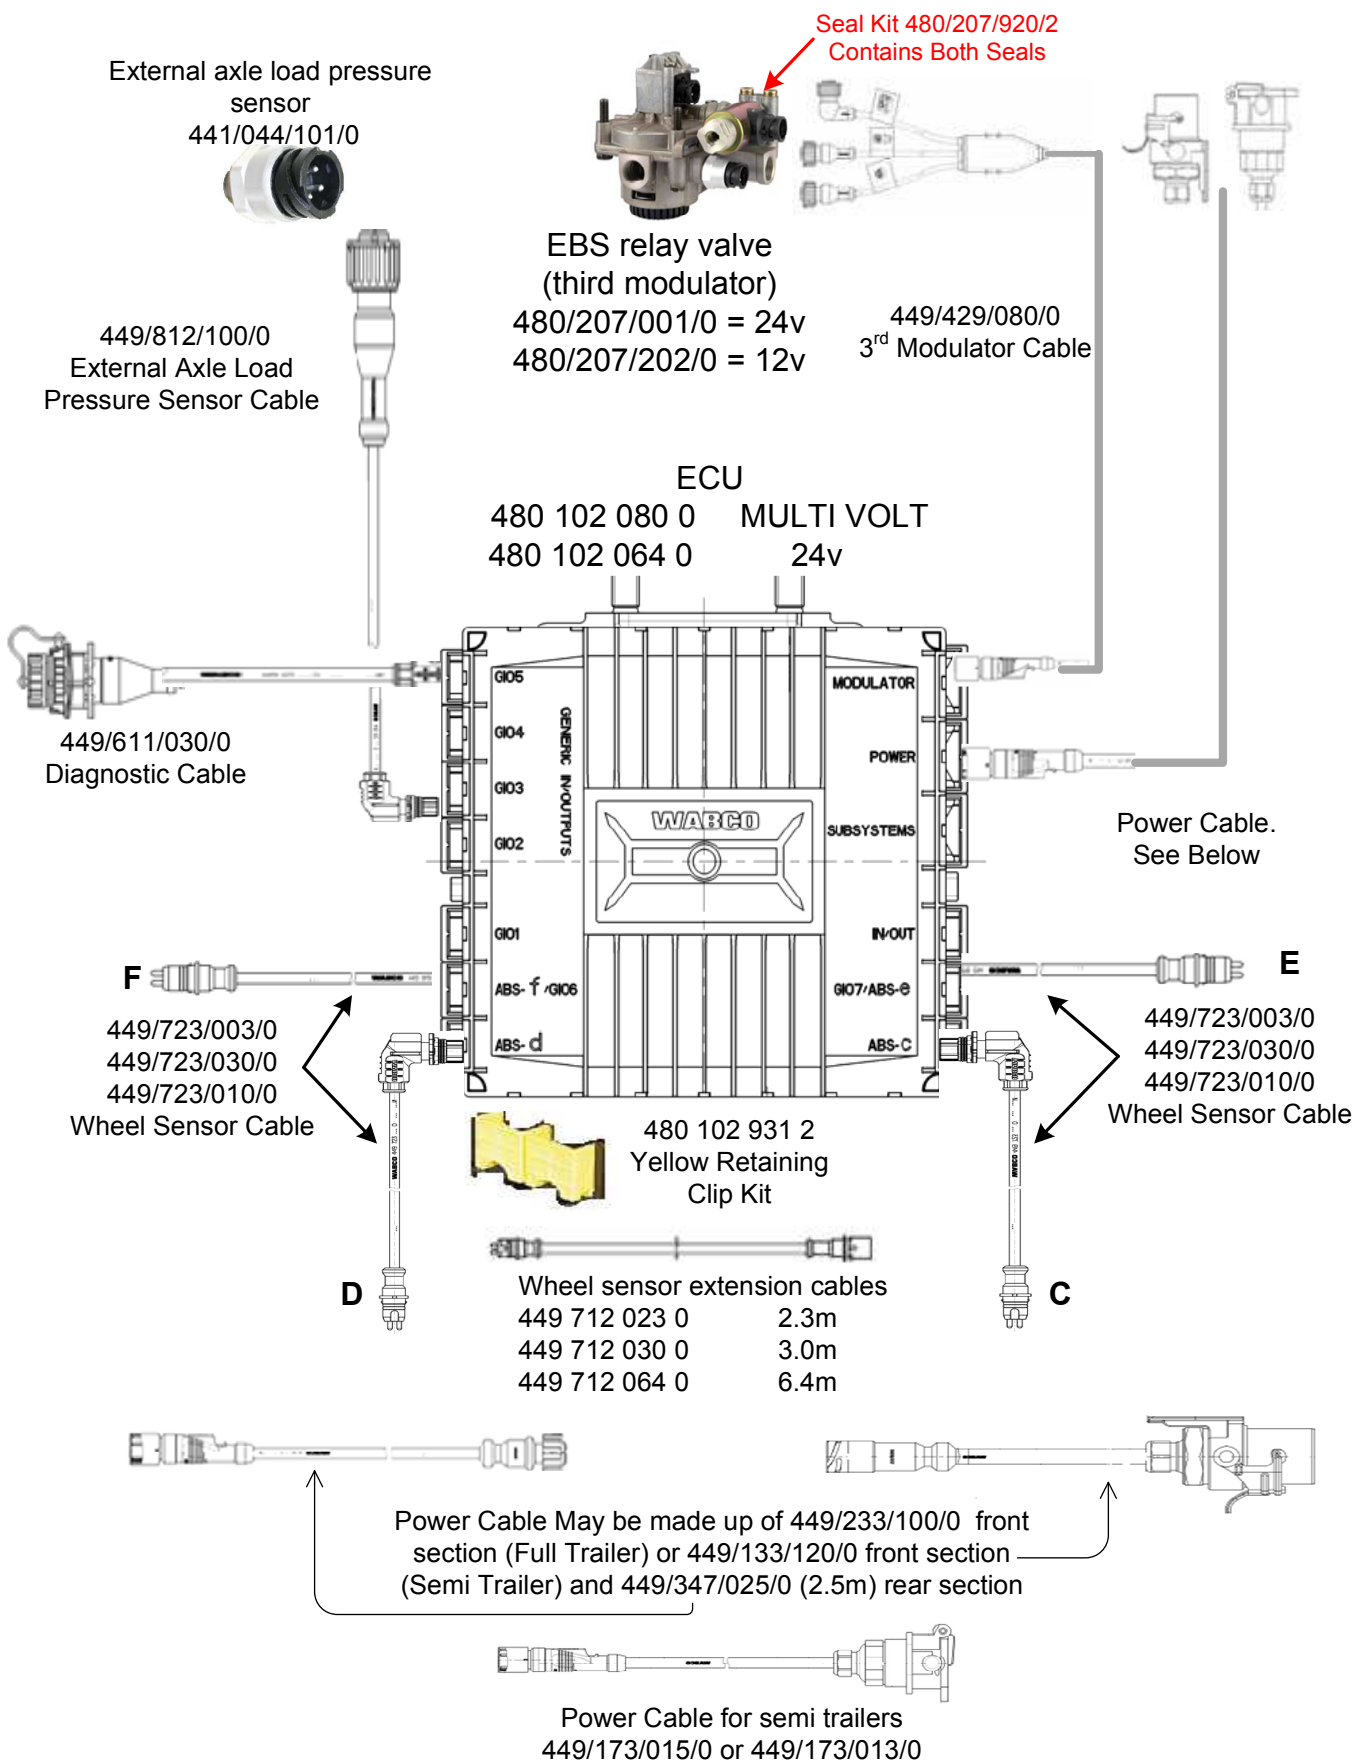 Seal Kit 480/207/920/2
Contains Both Seals
External axle load pressure
sensor
441/044/101/0
EBS relay valve
(third modulator)
480/207/001/0 = 24v
480/207/202/0 = 12v
449/429/080/0
3rd Modulator Cable
449/812/100/0
External Axle Load
Pressure Sensor Cable
ECU
480 102 080 0 MULTI VOLT
480 102 064 0 24v
449/611/030/0
Diagnostic Cable
GIO5
GIO4
GIO3
GIO2
GIO1
ABS-f/GIO6
ABS-d
GENERIC IN/OUTPUTS
WABCO
MODULATOR
POWER
SUBSYSTEMS
IN/OUT
GIO7/ABS-e
ABS-C
Power Cable.
See Below
F
WABCO
449/723/003/0
449/723/030/0
449/723/010/0
Wheel Sensor Cable
E
449/723/003/0
449/723/030/0
449/723/010/0
Wheel Sensor Cable
WABCO 449 723
WABCO
480 102 931 2
Yellow Retaining
Clip Kit
D
C
Wheel sensor extension cables
449 712 023 0 2.3m
449 712 030 0 3.0m
449 712 064 0 6.4m
Power Cable May be made up of 449/233/100/0 front
section (Full Trailer) or 449/133/120/0 front section
(Semi Trailer) and 449/347/025/0 (2.5m) rear section
Power Cable for semi trailers
449/173/015/0 or 449/173/013/0